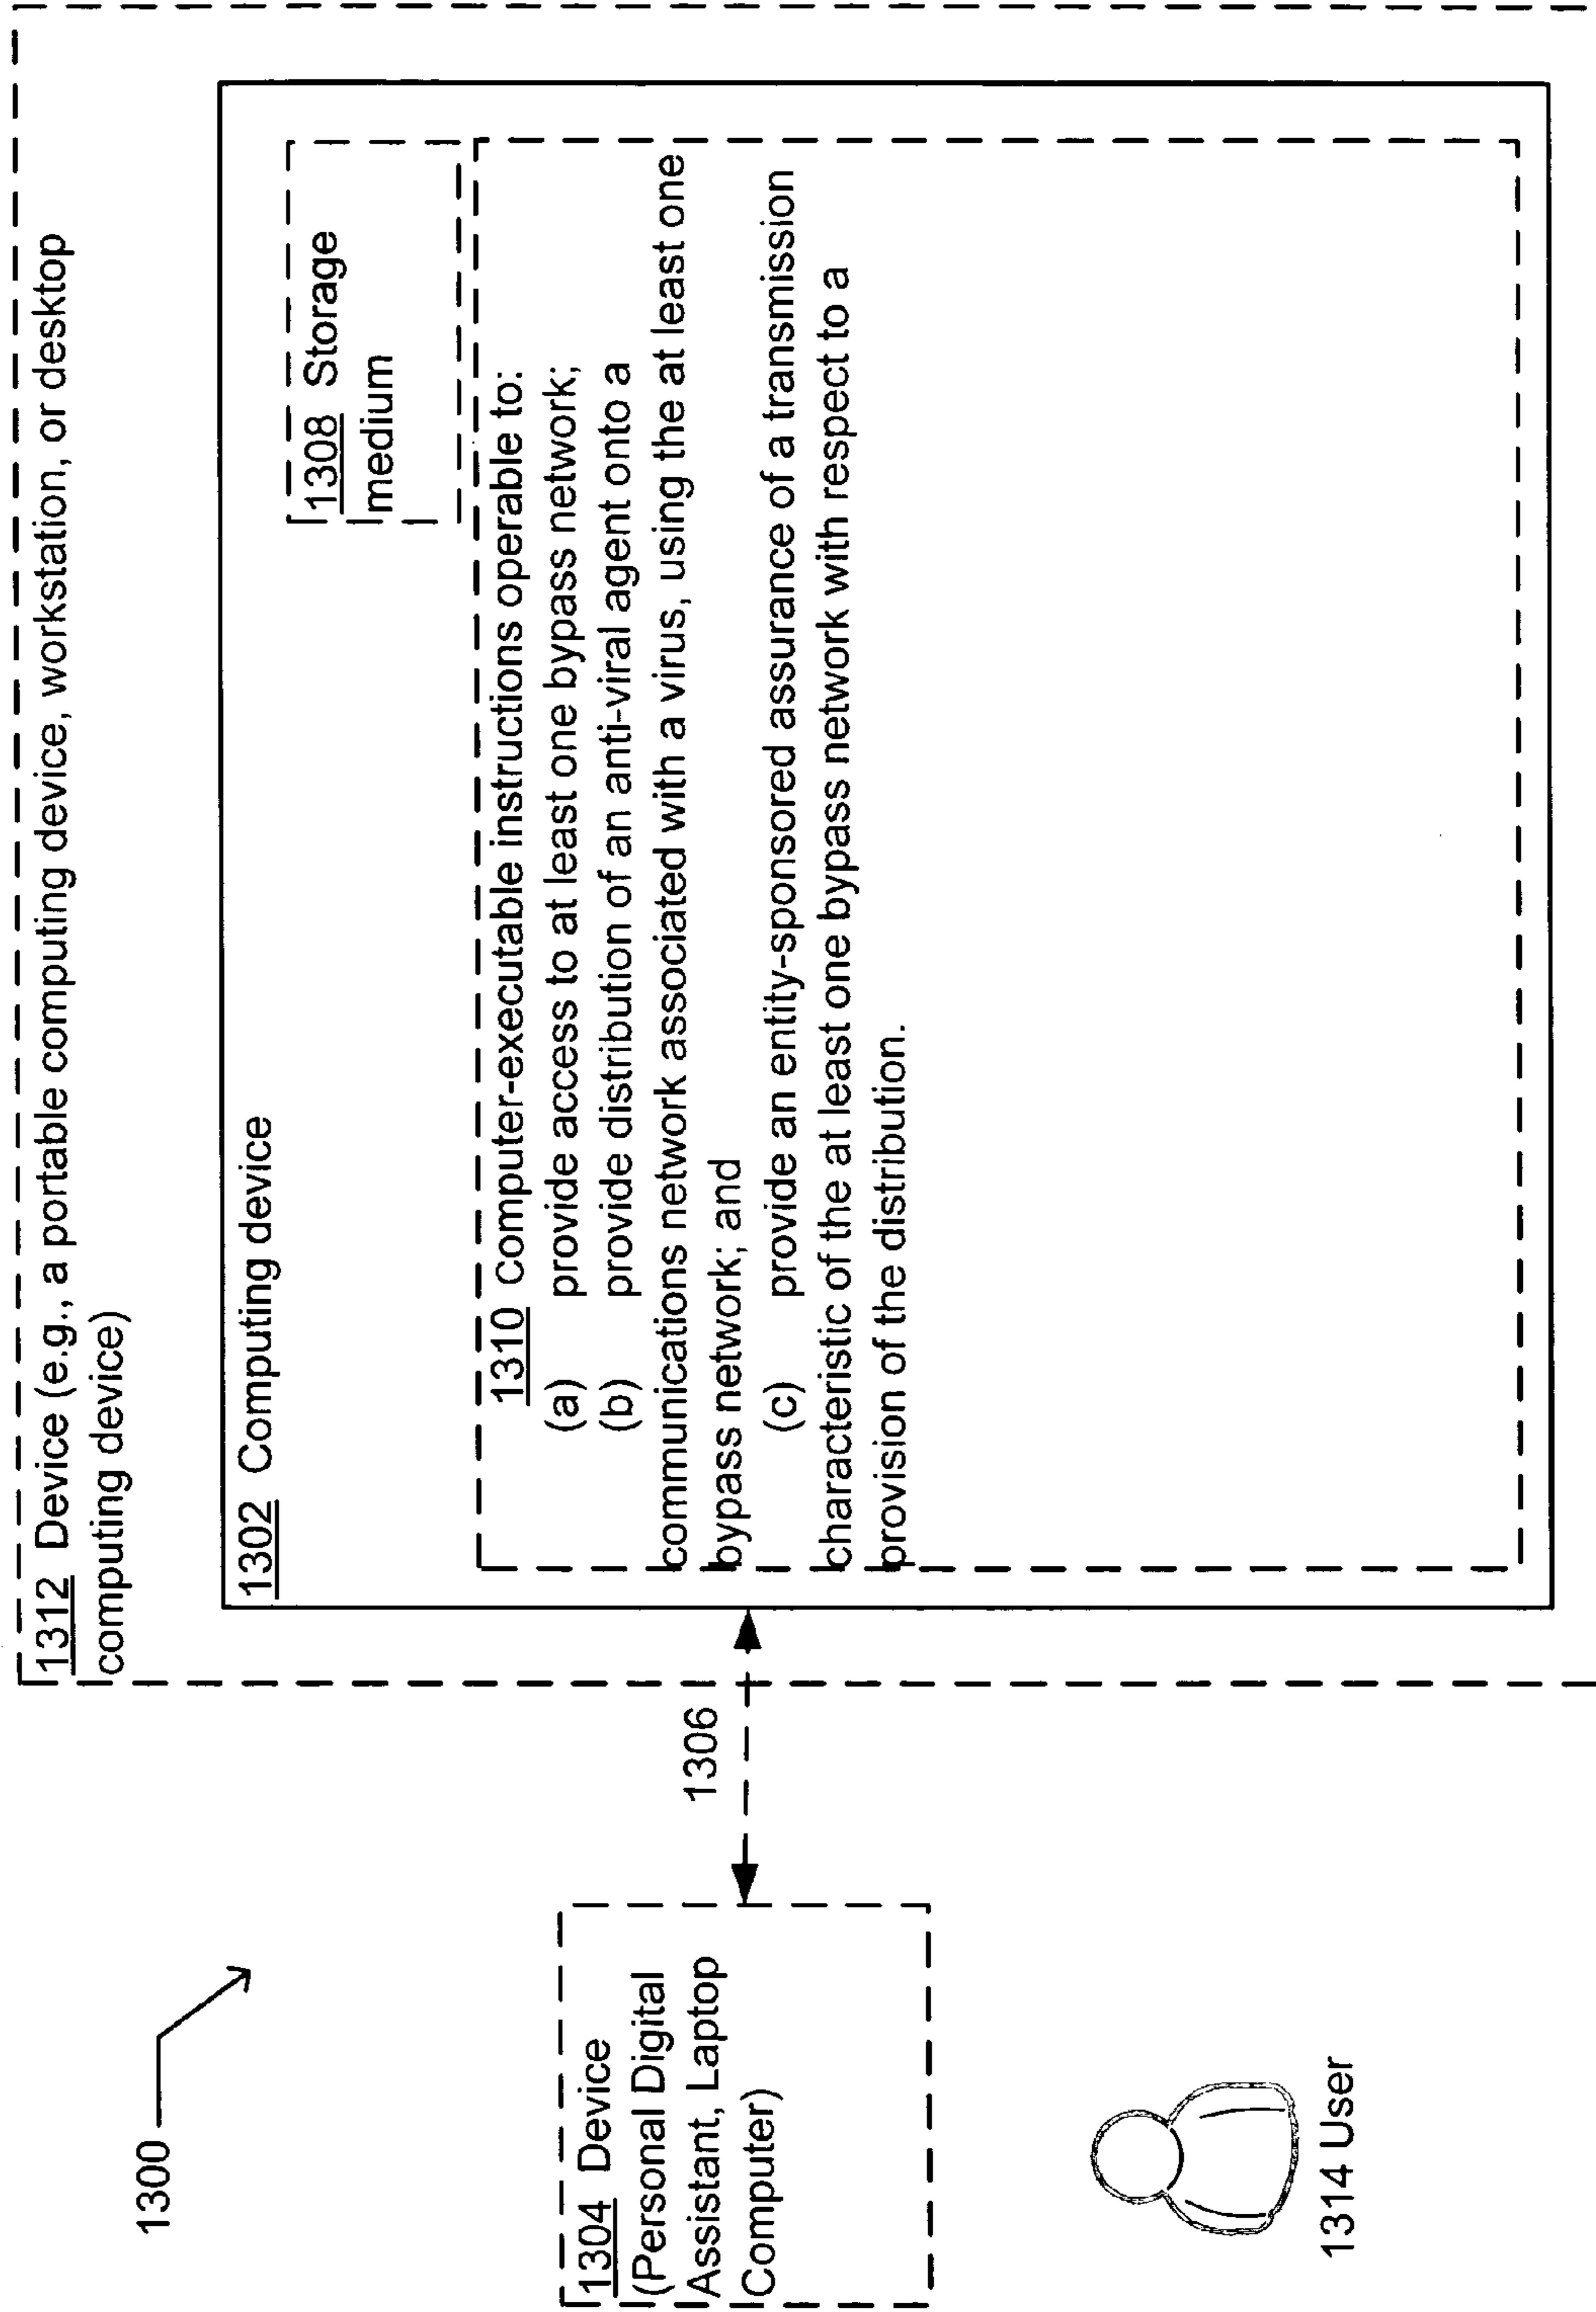 1300
1312 Device (e.g., a portable computing device, workstation, or desktop
computing device)
1302 Computing device
1308 Storage
medium
1310 computer-executable instructions operable to:
(a) provide access to at least one bypass network;
(b) provide distribution of an anti-viral agent onto a
communications network associated with a virus, using the at least one
bypass network; and
(c) provide an entity-sponsored assurance of a transmission
characteristic of the at least one bypass network with respect to a
provision of the distribution.
1306
1304 Device
(Personal Digital
Assistant, Laptop
Computer)
1314 User